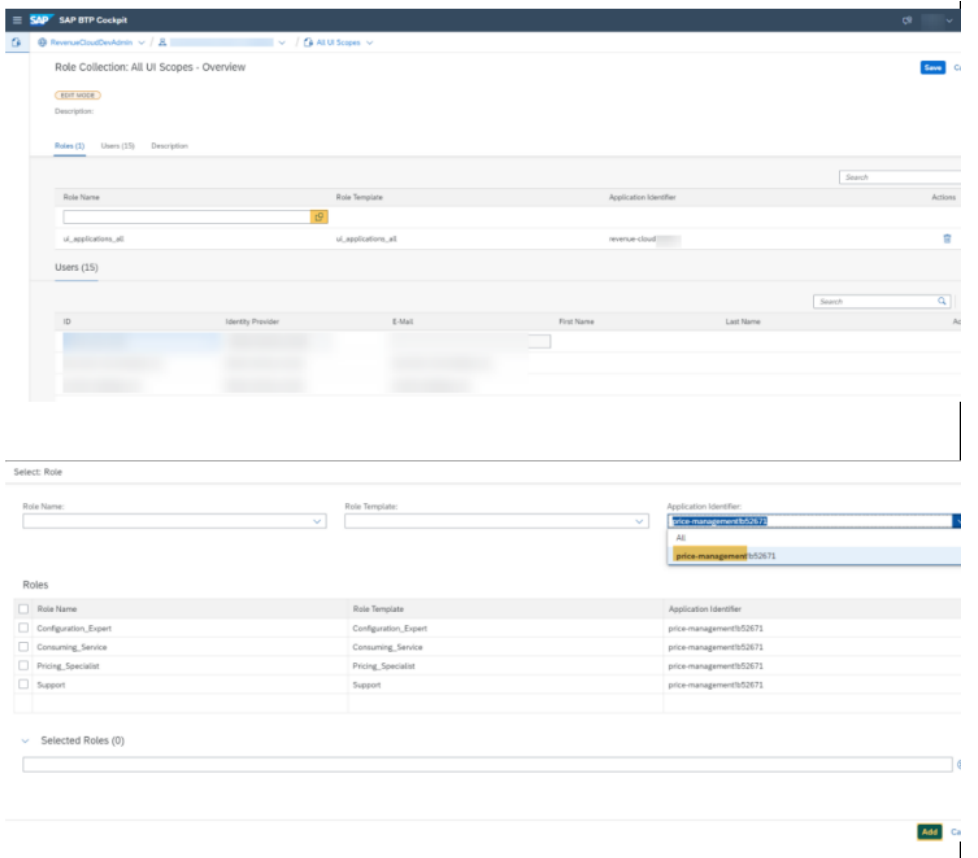 SAP SAP BTP Cockpit
RevenueCloudDevAdmin / / All UI Scopes
Role Collection: All UI Scopes - Overview
Save
EDIT MODE
Description:
Roles (1) Users (15) Description
Search
Role Name Role Template Application Identifier Actions
ui_applications_all ui_applications_all revenue-cloud
Users (15)
Search
ID Identity Provider E-Mail First Name Last Name
Select: Role
Role Name: Role Template: Application Identifier:
price-management!b52671
All
price-management!b52671
Roles
Role Name Role Template Application Identifier
Configuration_Expert Configuration_Expert price-management!b52671
Consuming_Service Consuming_Service price-management!b52671
Pricing_Specialist Pricing_Specialist price-management!b52671
Support Support price-management!b52671
Selected Roles (0)
Add